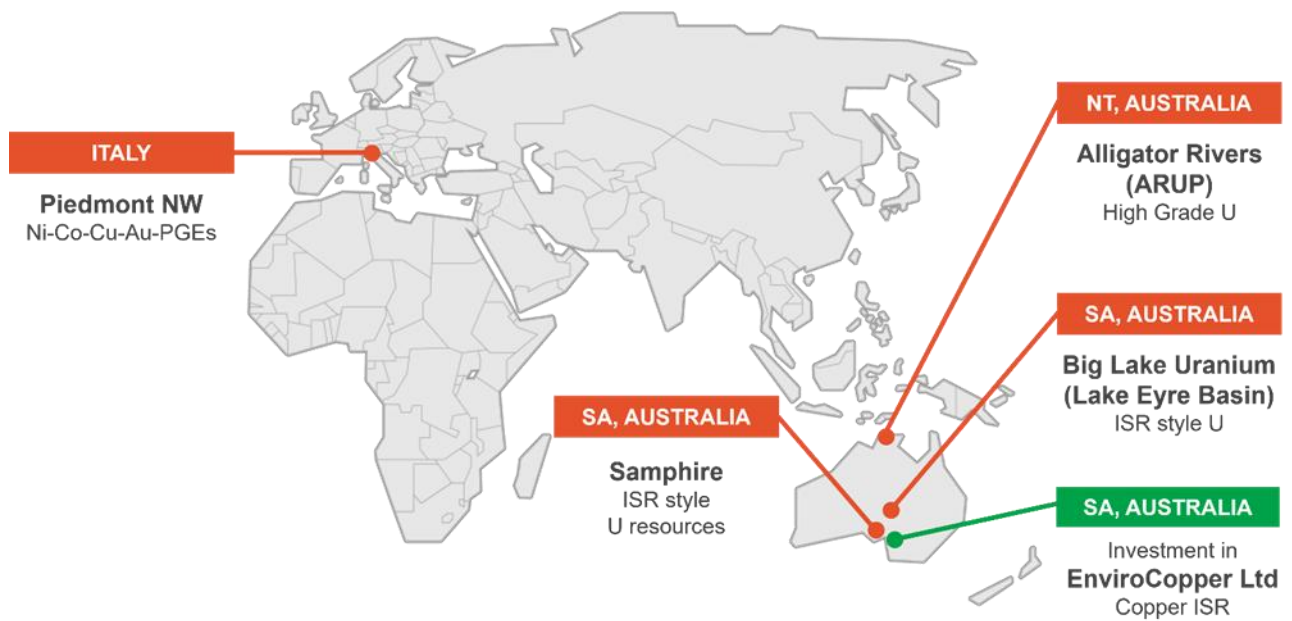 ITALY
Piedmont NW
Ni-Co-Cu-Au-PGEs
NT, AUSTRALIA
Alligator Rivers
(ARUP)
High Grade U
SA, AUSTRALIA
Big Lake Uranium
(Lake Eyre Basin)
ISR style U
SA, AUSTRALIA
Samphire
ISR style
U resources
SA, AUSTRALIA
Investment in
EnviroCopper Ltd
Copper ISR